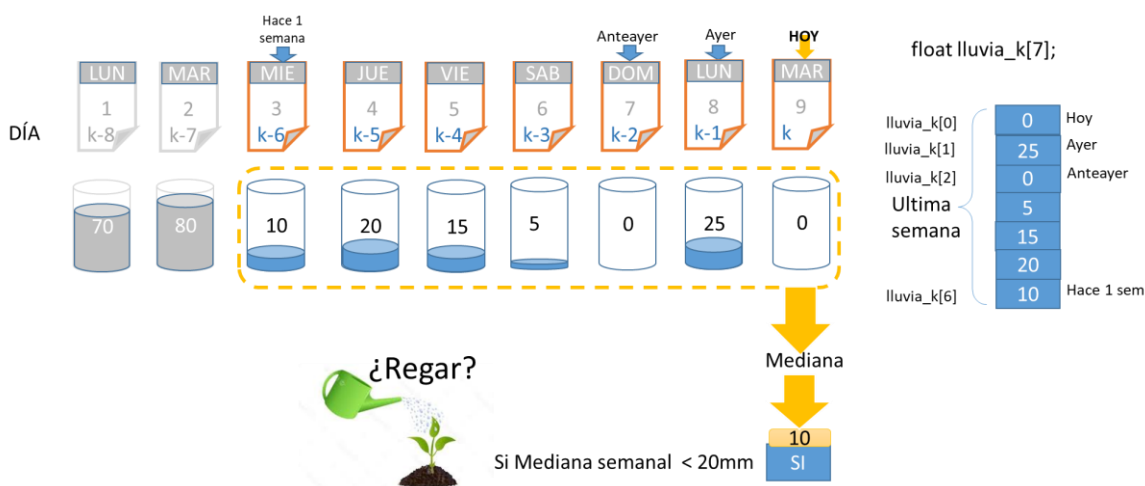 Hace 1
semana
Anteayer
Ayer
HOY
LUN
MAR
MIE
JUE
VIE
SAB
DOM
LUN
MAR
DÍA
1
k-8
2
k-7
3
k-6
4
k-5
5
k-4
6
k-3
7
k-2
8
k-1
9
k
70
80
10
20
15
5
0
25
0
float lluvia_k[7];
lluvia_k[0]
0
Hoy
lluvia_k[1]
25
Ayer
lluvia_k[2]
0
Anteayer
Ultima
semana
5
15
20
lluvia_k[6]
10
Hace 1 sem
Mediana
¿Regar?
Si Mediana semanal < 20mm
10
SI